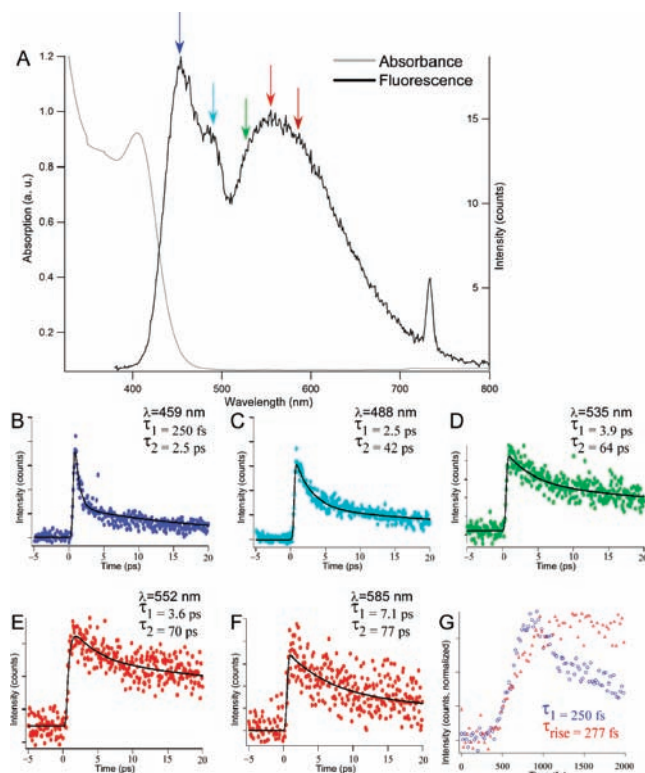 A
Absorbance
Fluorescence
Absorption (a. u.)
1.2
1.0
0.8
0.6
0.4
0.2
Intensity (counts)
15
10
5
400 500 600 700 800
Wavelength (nm)
B
λ=459 nm
τ1 = 250 fs
τ2 = 2.5 ps
Intensity (counts)
-5 0 5 10 15 20
Time (ps)
C
λ=488 nm
τ1 = 2.5 ps
τ2 = 42 ps
Intensity (counts)
-5 0 5 10 15 20
Time (ps)
D
λ=535 nm
τ1 = 3.9 ps
τ2 = 64 ps
Intensity (counts)
-5 0 5 10 15 20
Time (ps)
E
λ=552 nm
τ1 = 3.6 ps
τ2 = 70 ps
Intensity (counts)
-5 0 5 10 15 20
Time (ps)
F
λ=585 nm
τ1 = 7.1 ps
τ2 = 77 ps
Intensity (counts)
-5 0 5 10 15 20
Time (ps)
G
Intensity (counts, normalized)
τ1 = 250 fs
τrise = 277 fs
0 500 1000 1500 2000